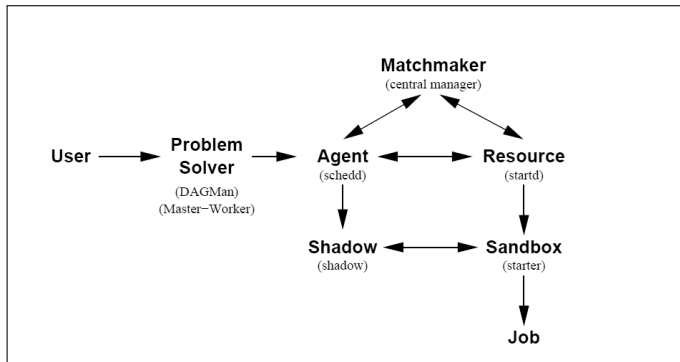 Matchmaker
(central manager)
User
Problem
Solver
(DAGMan)
(Master−Worker)
Agent
(schedd)
Resource
(startd)
Shadow
(shadow)
Sandbox
(starter)
Job